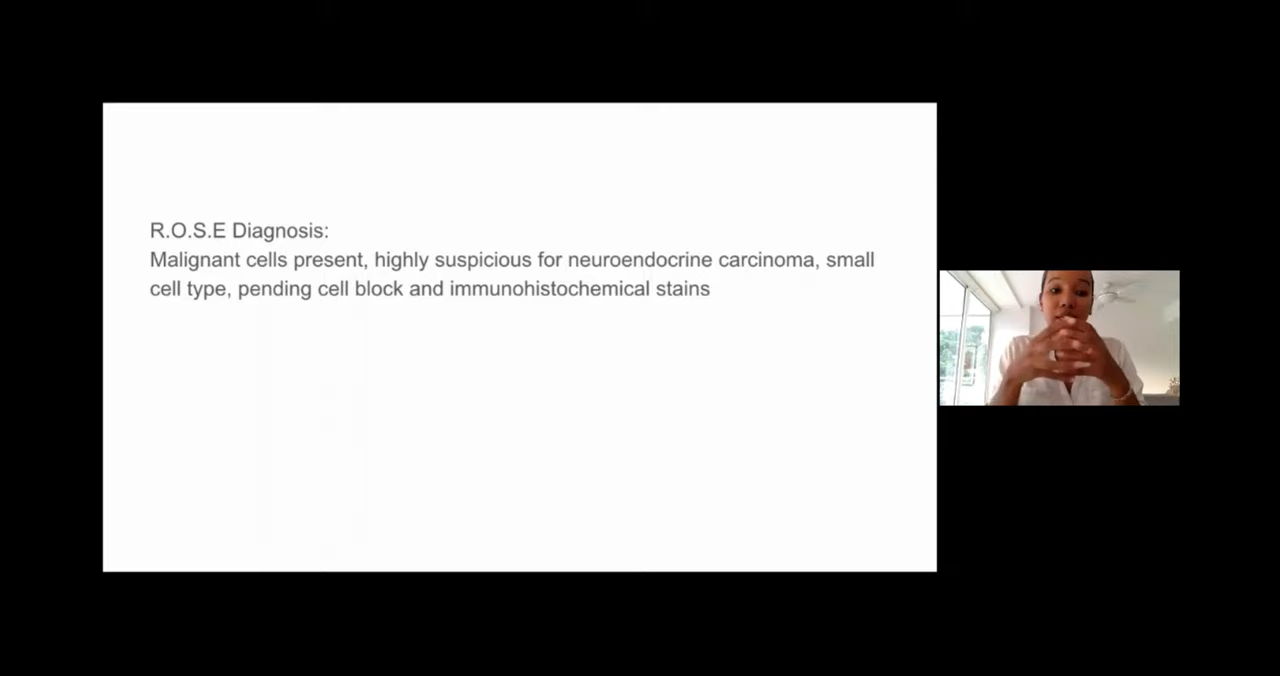 R.O.S.E Diagnosis:
Malignant cells present, highly suspicious for neuroendocrine carcinoma, small
cell type, pending cell block and immunohistochemical stains